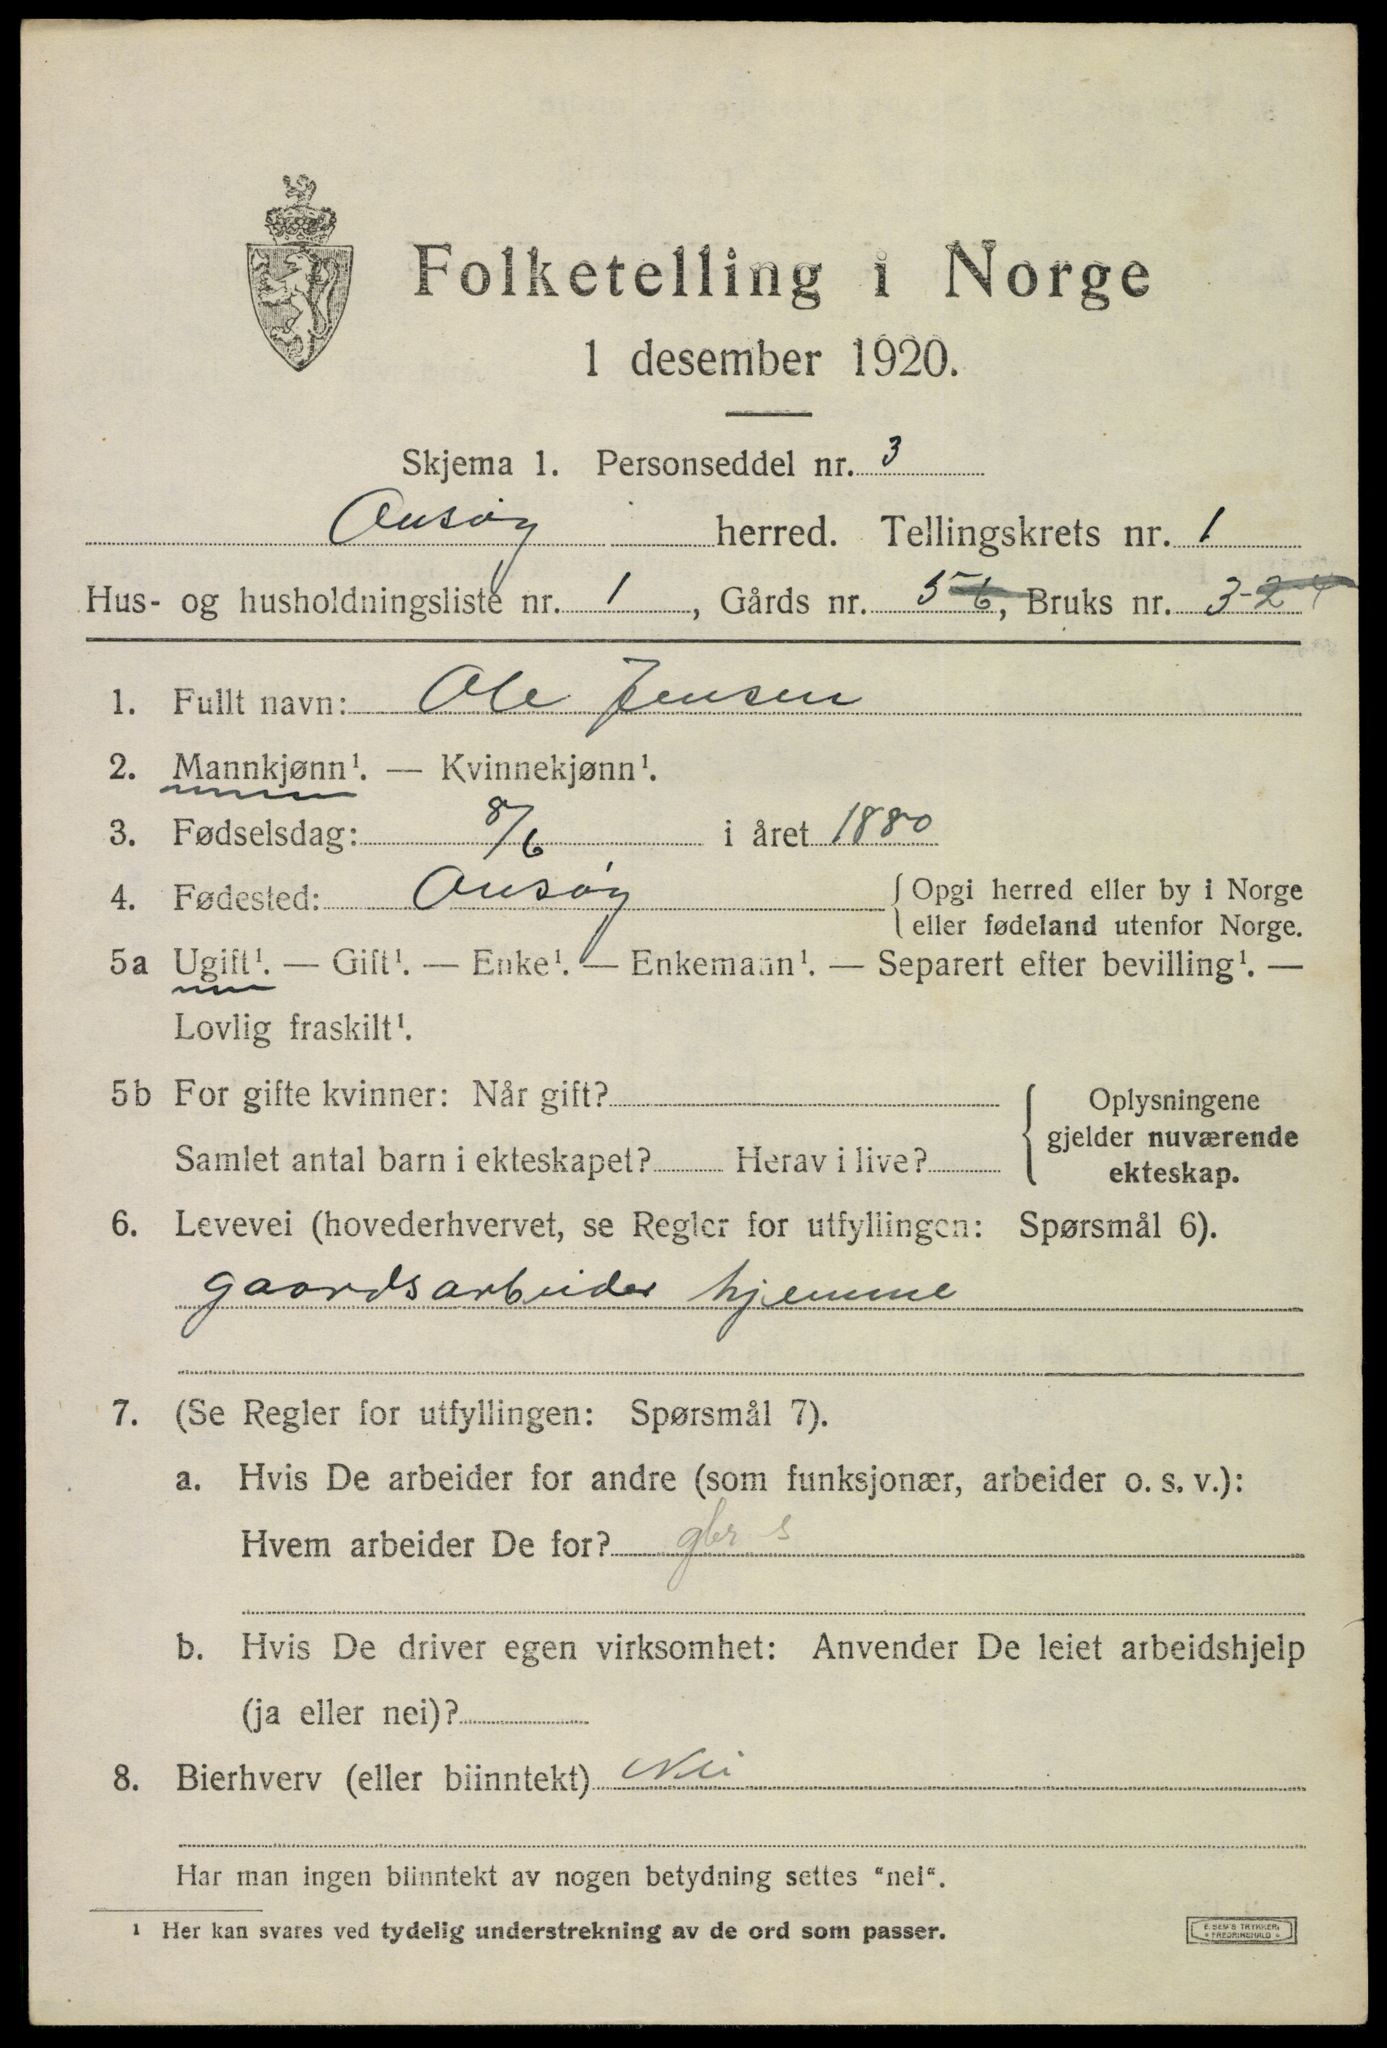 Folketelling i Norge
1 desember 1920.
Skjema 1. Personseddel nr. 3
Onsøy herred. Tellingskrets nr. 1
Hus- og husholdningsliste nr. 1, Gårds nr. 5, Bruks nr. 3
1. Fullt navn: Ole Jensen
2. Mannkjønn¹. — Kvinnekjønn¹.
3. Fødselsdag: 8/6 i året 1880
4. Fødested: Onsøy { Opgi herred eller by i Norge
eller fødeland utenfor Norge.
5a Ugift¹. — Gift¹. — Enke¹. — Enkemann¹. — Separert efter bevilling¹. —
Lovlig fraskilt¹.
5b For gifte kvinner: Når gift?
Samlet antal barn i ekteskapet? Herav i live?
{ Oplysningene
gjelder nuværende
ekteskap.
6. Levevei (hovederhvervet, se Regler for utfyllingen: Spørsmål 6).
gaardsarbeider hjemme
7. (Se Regler for utfyllingen: Spørsmål 7).
a. Hvis De arbeider for andre (som funksjonær, arbeider o. s. v.):
Hvem arbeider De for? gbr s
b. Hvis De driver egen virksomhet: Anvender De leiet arbeidshjelp
(ja eller nei)?
8. Bierhverv (eller biinntekt) Nei
Har man ingen biinntekt av nogen betydning settes "nei".
¹ Her kan svares ved tydelig understrekning av de ord som passer.
E. SEM'S TRYKKERI
* FREDRIKSHALD *